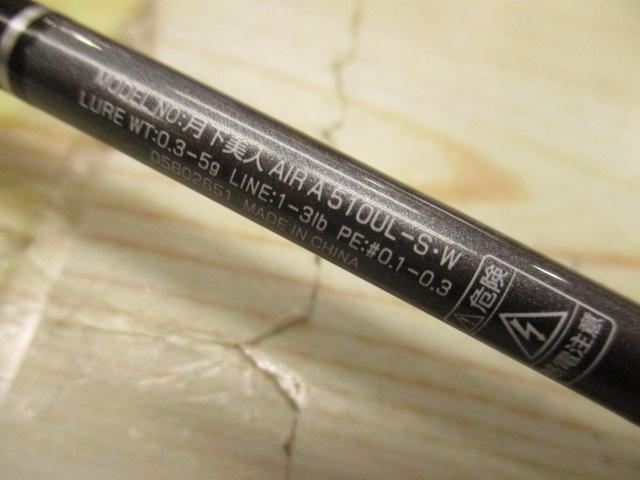 MODEL.NO:月下美人 AIR A 510UL-S・W
LURE WT:0.3-5g LINE:1-3lb PE:#0.1-0.3
05802651 MADE IN CHINA
危険
電注意